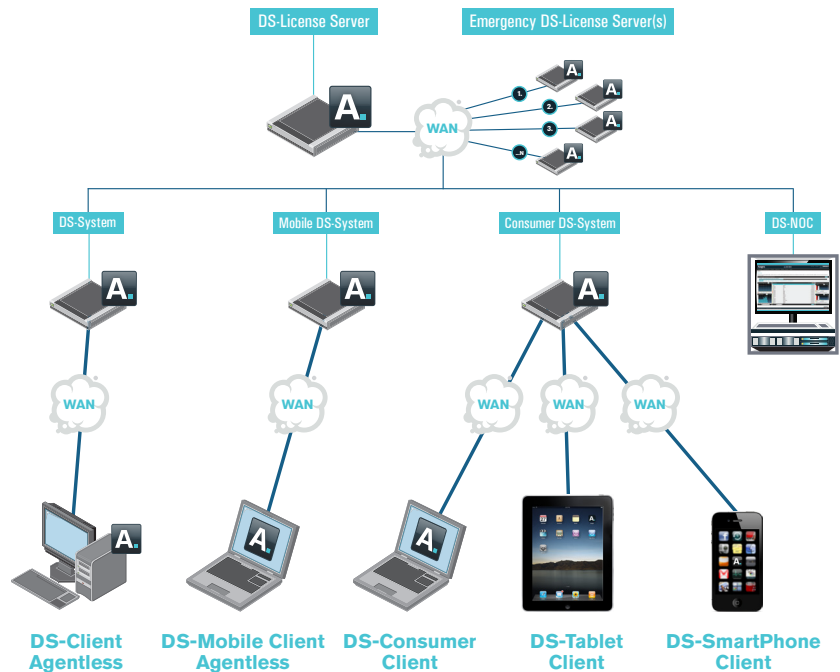 DS-License Server
Emergency DS-License Server(s)
A.
WAN
1.
A.
2.
A.
3.
A.
...N
A.
DS-System
Mobile DS-System
Consumer DS-System
DS-NOC
A.
A.
A.
WAN
WAN
WAN
WAN
WAN
A.
A.
A.
A.
A.
DS-Client
Agentless
DS-Mobile Client
Agentless
DS-Consumer
Client
DS-Tablet
Client
DS-SmartPhone
Client